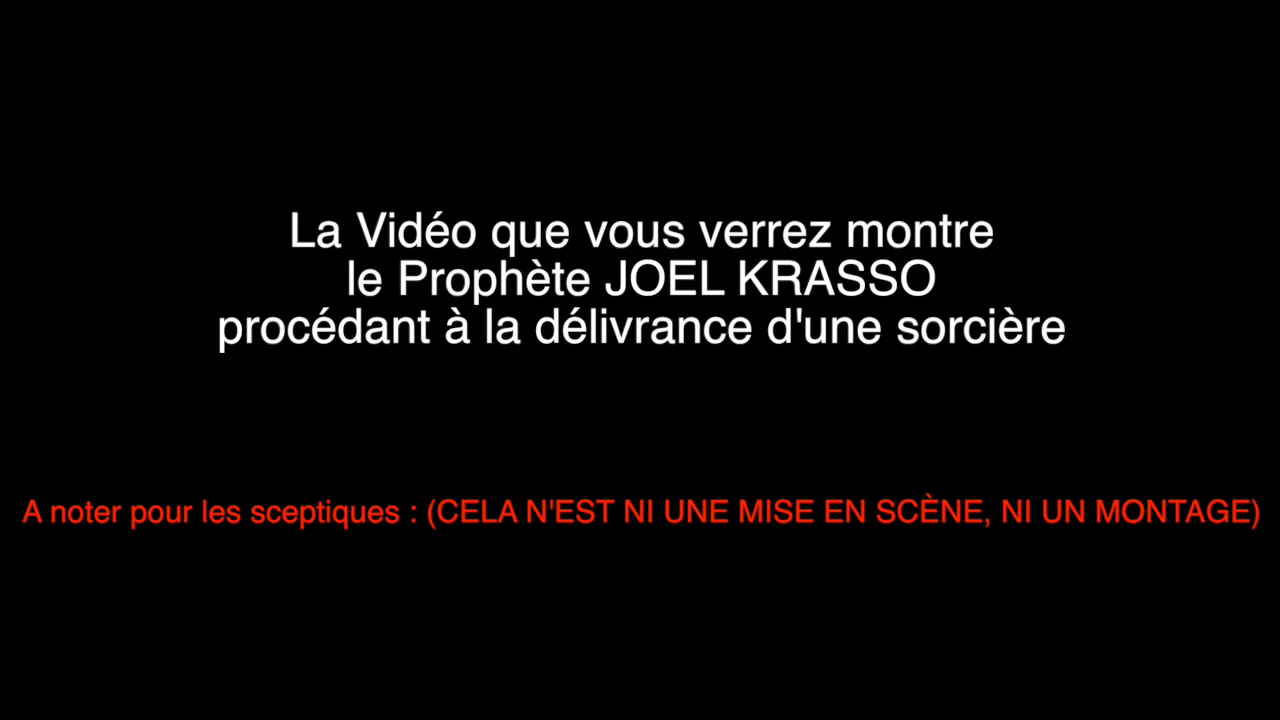 La Vidéo que vous verrez montre
le Prophète JOEL KRASSO
procédant à la délivrance d'une sorcière
A noter pour les sceptiques : (CELA N'EST NI UNE MISE EN SCÈNE, NI UN MONTAGE)